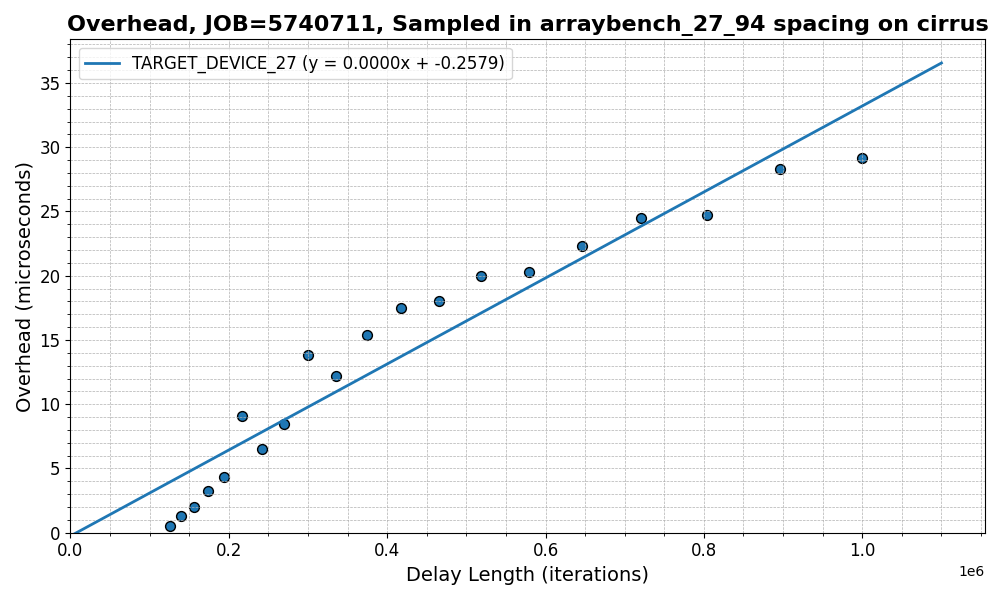 Overhead, JOB=5740711, Sampled in arraybench_27_94 spacing on cirrus
TARGET_DEVICE_27 (y = 0.0000x + -0.2579)
Overhead (microseconds)
35
30
25
20
15
10
5
0
0.0 0.2 0.4 0.6 0.8 1.0
1e6
Delay Length (iterations)